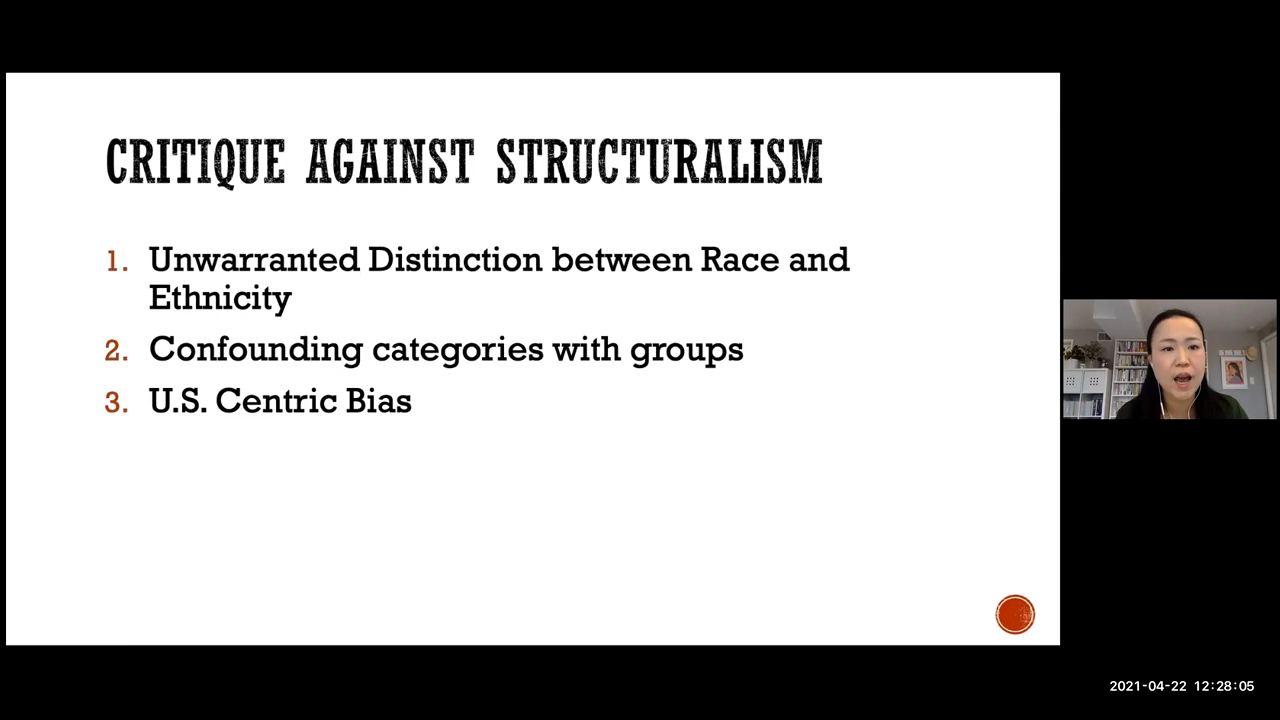 CRITIQUE AGAINST STRUCTURALISM
1. Unwarranted Distinction between Race and
Ethnicity
2. Confounding categories with groups
3. U.S. Centric Bias
2021-04-22 12:28:05